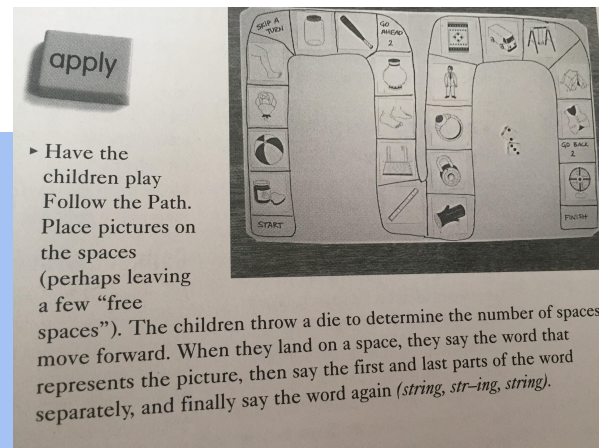 apply
SKIP A
TURN
GO
AHEAD
2
GO BACK
2
START
FINISH
► Have the
children play
Follow the Path.
Place pictures on
the spaces
(perhaps leaving
a few “free
spaces”). The children throw a die to determine the number of spaces
move forward. When they land on a space, they say the word that
represents the picture, then say the first and last parts of the word
separately, and finally say the word again (string, str–ing, string).